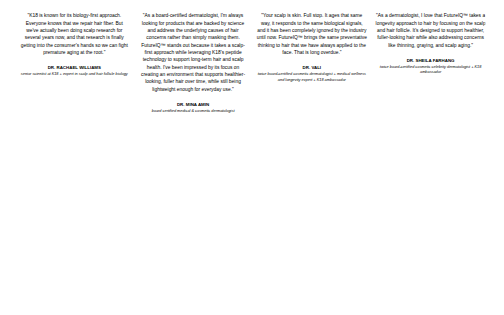 "K18 is known for its biology-first approach.
Everyone knows that we repair hair fiber. But
we've actually been doing scalp research for
several years now, and that research is finally
getting into the consumer's hands so we can fight
premature aging at the root."
DR. RACHAEL WILLIAMS
senior scientist at K18 + expert in scalp and hair follicle biology
"As a board-certified dermatologist, I'm always
looking for products that are backed by science
and address the underlying causes of hair
concerns rather than simply masking them.
FutureIQ™ stands out because it takes a scalp-
first approach while leveraging K18's peptide
technology to support long-term hair and scalp
health. I've been impressed by its focus on
creating an environment that supports healthier-
looking, fuller hair over time, while still being
lightweight enough for everyday use."
DR. MINA AMIN
board-certified medical & cosmetic dermatologist
"Your scalp is skin. Full stop. It ages that same
way, it responds to the same biological signals,
and it has been completely ignored by the industry
until now. FutureIQ™ brings the same preventative
thinking to hair that we have always applied to the
face. That is long overdue."
DR. VALI
twice board-certified cosmetic dermatologist + medical wellness
and longevity expert + K18 ambassador
"As a dermatologist, I love that FutureIQ™ takes a
longevity approach to hair by focusing on the scalp
and hair follicle. It's designed to support healthier,
fuller-looking hair while also addressing concerns
like thinning, graying, and scalp aging."
DR. SHEILA FARHANG
twice board-certified cosmetic celebrity dermatologist + K18
ambassador